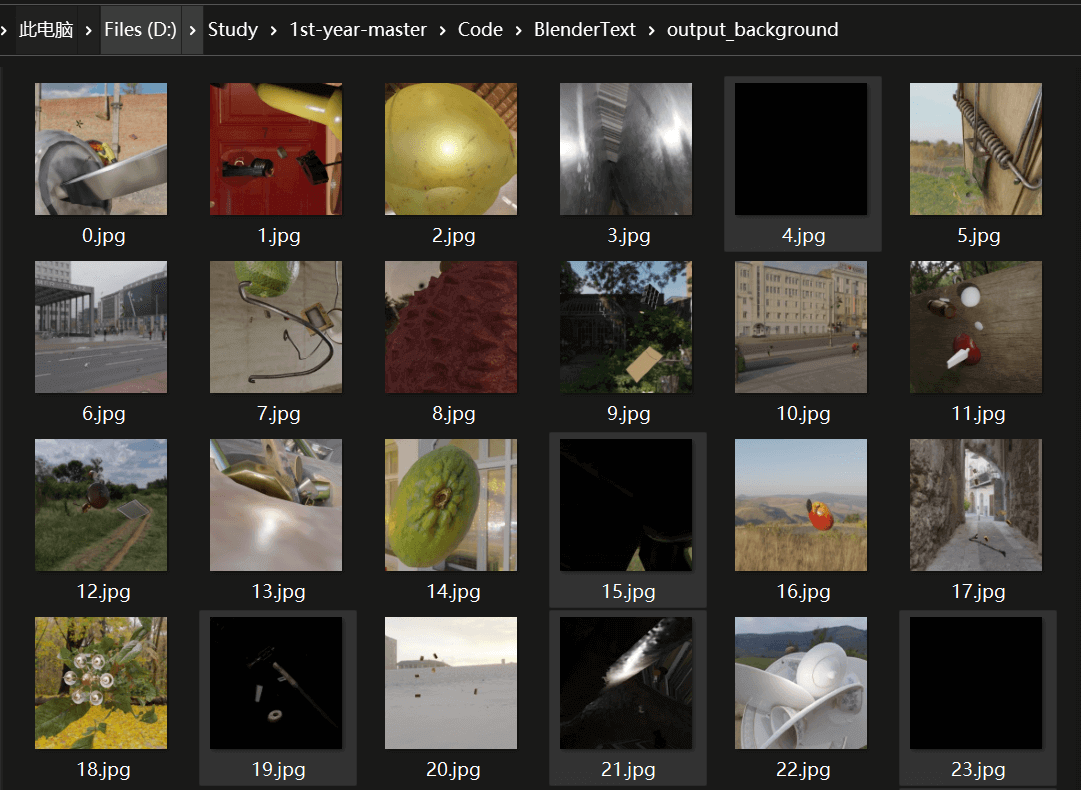 此电脑 > Files (D:) > Study > 1st-year-master > Code > BlenderText > output_background
0.jpg 1.jpg 2.jpg 3.jpg 4.jpg 5.jpg
6.jpg 7.jpg 8.jpg 9.jpg 10.jpg 11.jpg
12.jpg 13.jpg 14.jpg 15.jpg 16.jpg 17.jpg
18.jpg 19.jpg 20.jpg 21.jpg 22.jpg 23.jpg